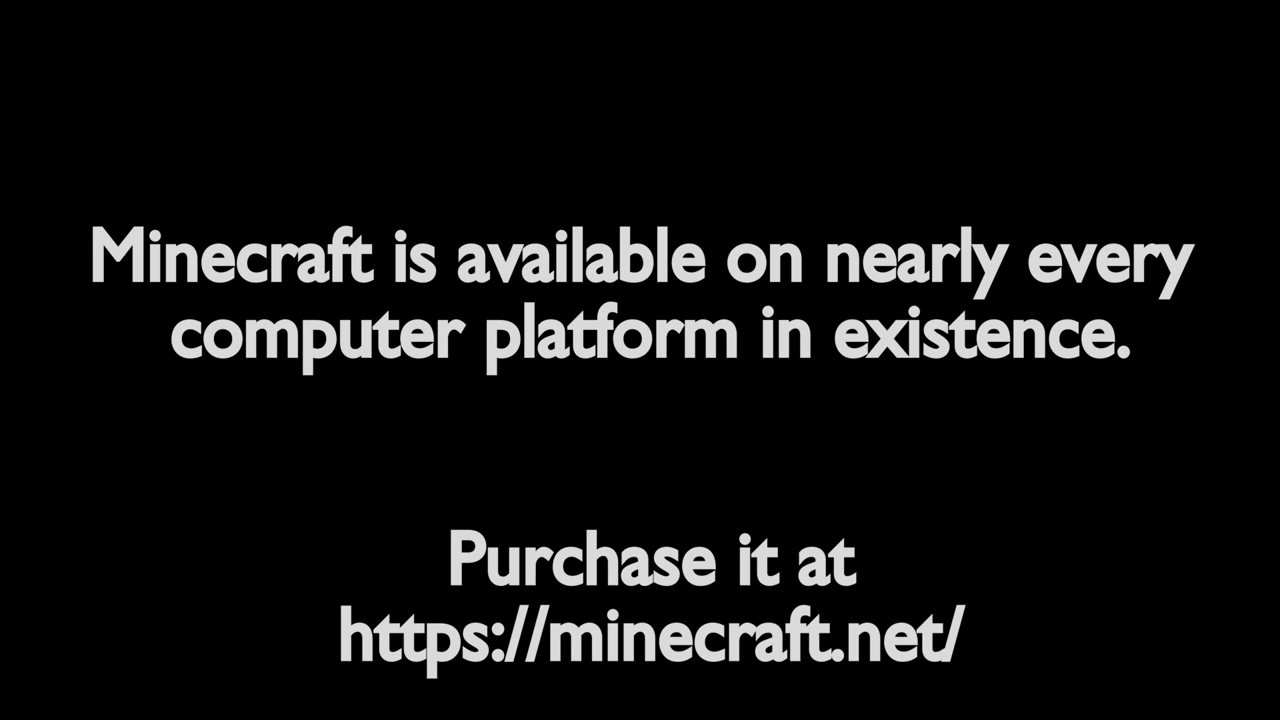 Minecraft is available on nearly every
computer platform in existence.
Purchase it at
https://minecraft.net/